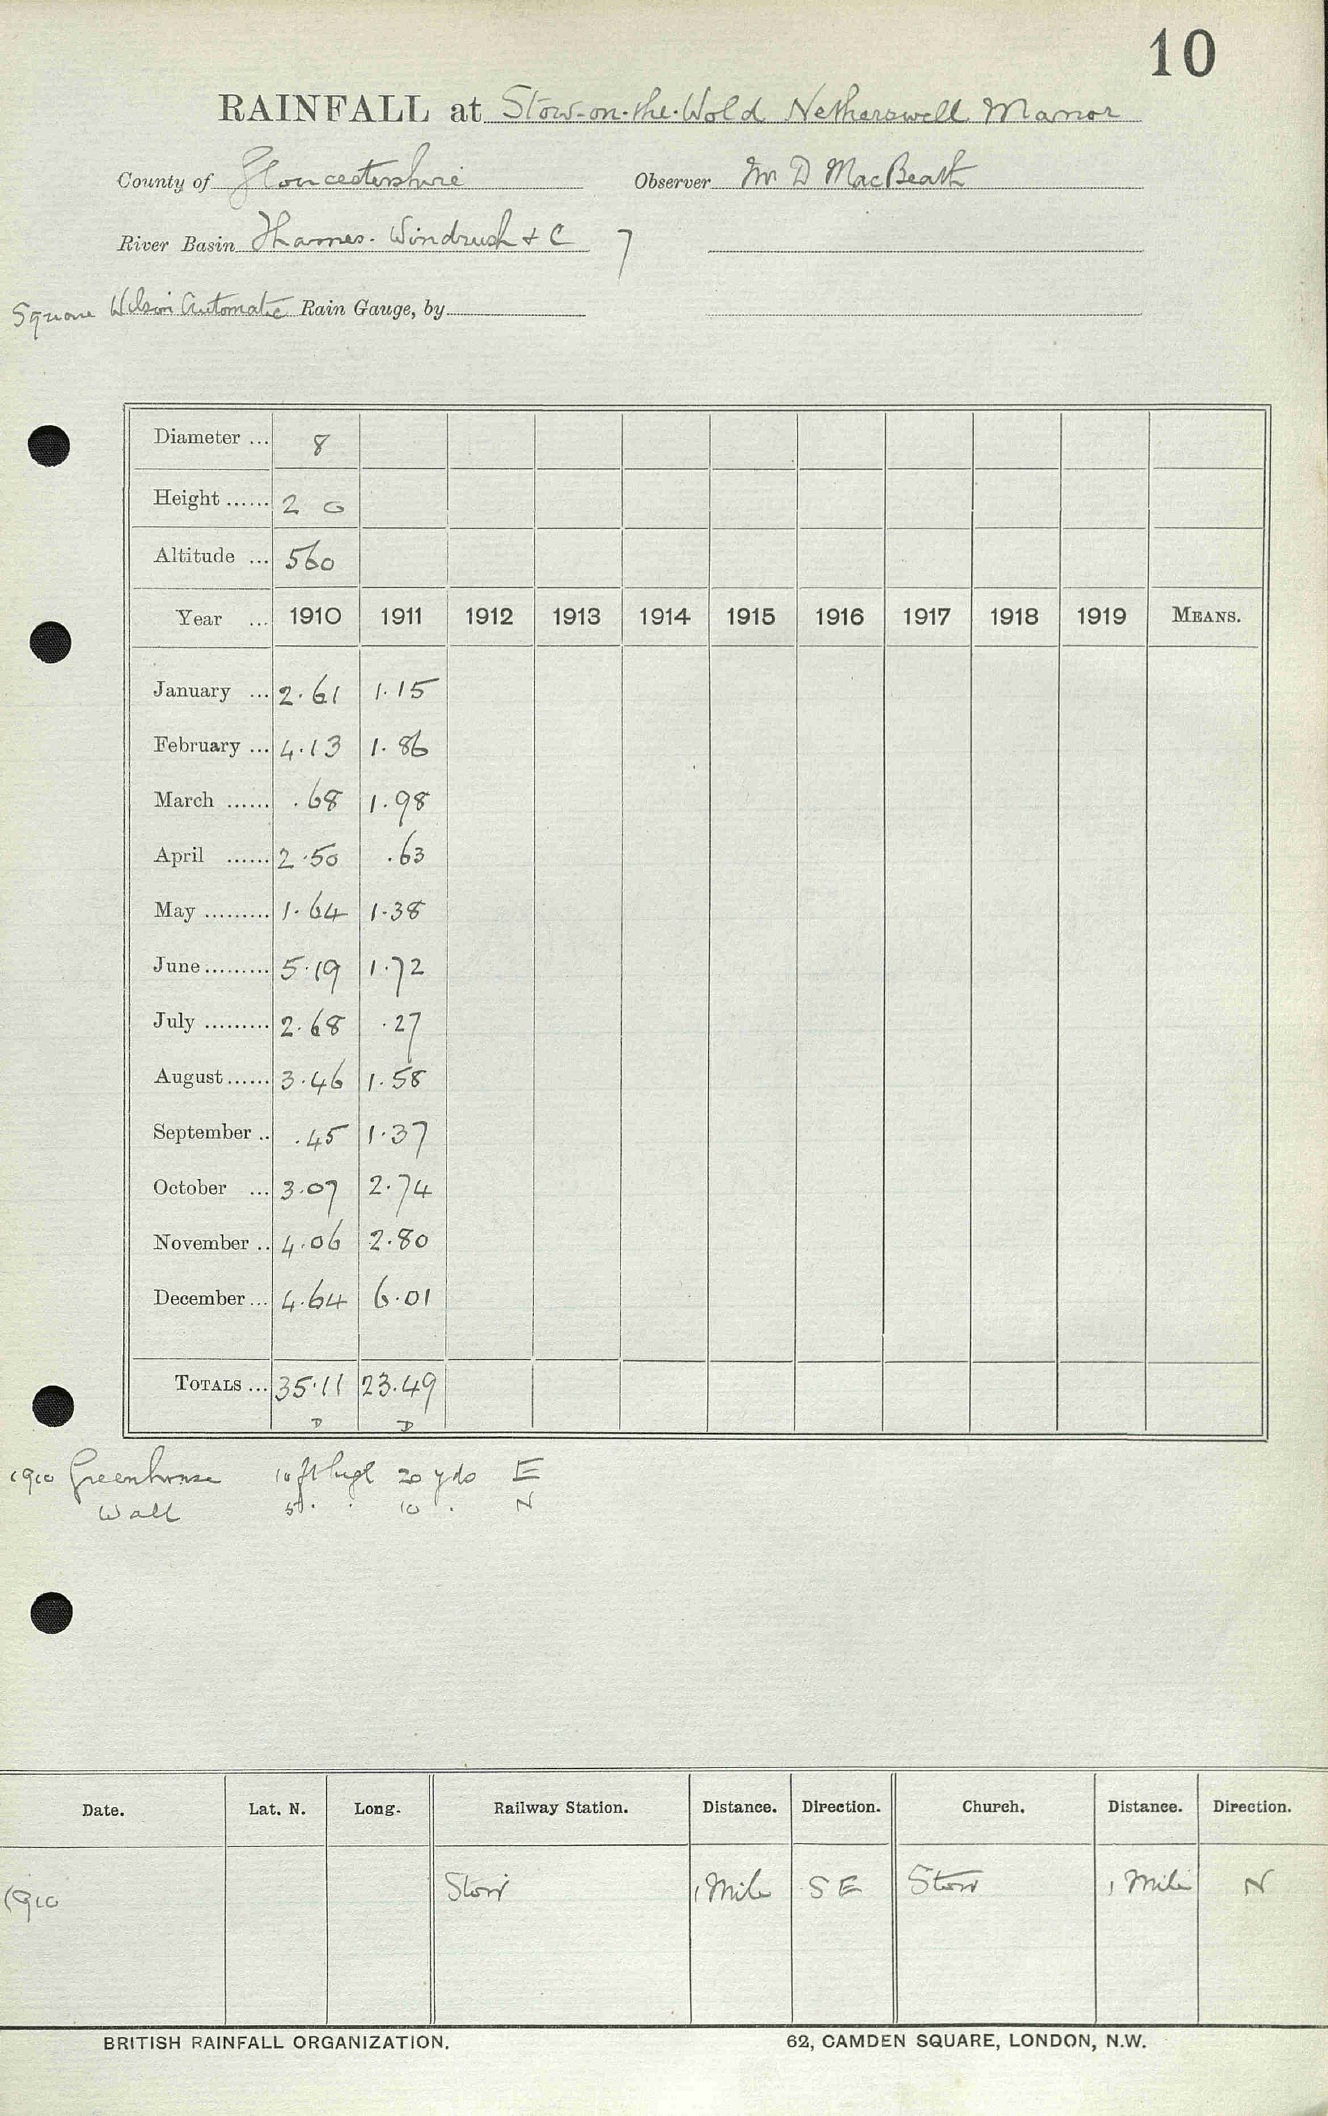 10
RAINFALL at Stow-on-the-Wold Netherswell Manor
County of Gloucestershire Observer Mr D MacBeath
River Basin Thames. Windrush & C 7
Square Wilson Automatic Rain Gauge, by
Diameter ... 8
Height ...... 2 0
Altitude ... 560
Year ... 1910 1911 1912 1913 1914 1915 1916 1917 1918 1919 MEANS.
January ... 2.61 1.15
February ... 4.13 1.86
March ...... .68 1.98
April ...... 2.50 .63
May ......... 1.64 1.38
June ......... 5.19 1.72
July ......... 2.68 .27
August ...... 3.46 1.58
September .. .45 1.37
October ... 3.07 2.74
November .. 4.06 2.80
December ... 4.64 6.01
TOTALS ... 35.11 23.49
D D
1910 Greenhouse 10 ft high 20 yds E
Wall 5 . . 10 . N
Date. Lat. N. Long. Railway Station. Distance. Direction. Church. Distance. Direction.
1910 Stow 1 Mile S E Stow 1 Mile N
BRITISH RAINFALL ORGANIZATION. 62, CAMDEN SQUARE, LONDON, N.W.